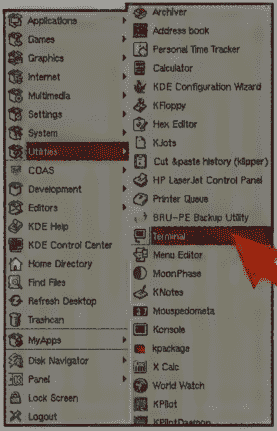 Applications
Games
Graphics
Internet
Multimedia
Settings
System
Utilities
COAS
Development
Editors
KDE Help
KDE Control Center
Home Directory
Find Files
Refresh Desktop
Trashcan
MyApps
Disk Navigator
Panel
Lock Screen
Logout
Archiver
Address book
Personal Time Tracker
Calculator
KDE Configuration Wizard
KFloppy
Hex Editor
KJots
Cut &paste history (klipper)
HP LaserJet Control Panel
Printer Queue
BRU-PE Backup Utility
Terminal
Menu Editor
MoonPhase
KNotes
Mouspedometa
Konsole
kpackage
X Calc
World Watch
KPilot
KPilotDaemon